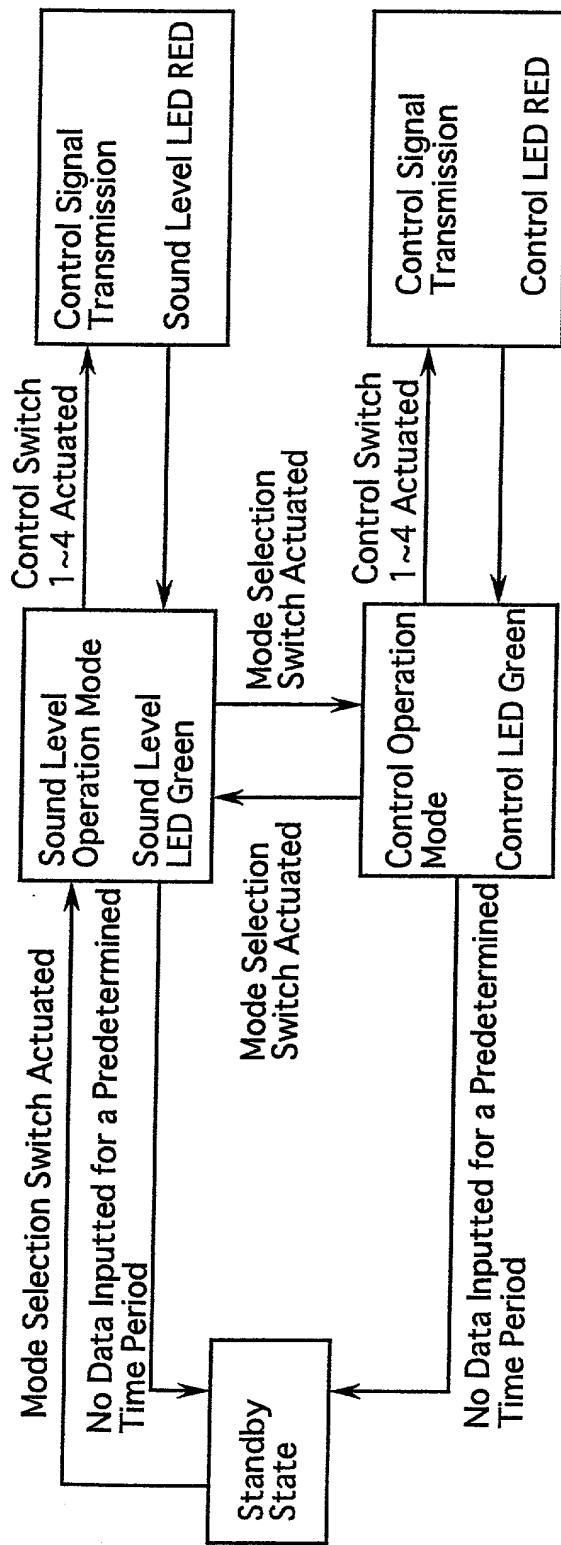 Mode Selection Switch Actuated
No Data Inputted for a Predetermined
Time Period
Standby
State
Sound Level
Operation Mode
Sound Level
LED Green
Control Switch
1~4 Actuated
Control Signal
Transmission
Sound Level LED RED
Mode Selection
Switch Actuated
Mode Selection
Switch Actuated
Control Operation
Mode
Control LED Green
Control Switch
1~4 Actuated
Control Signal
Transmission
Control LED RED
No Data Inputted for a Predetermined
Time Period